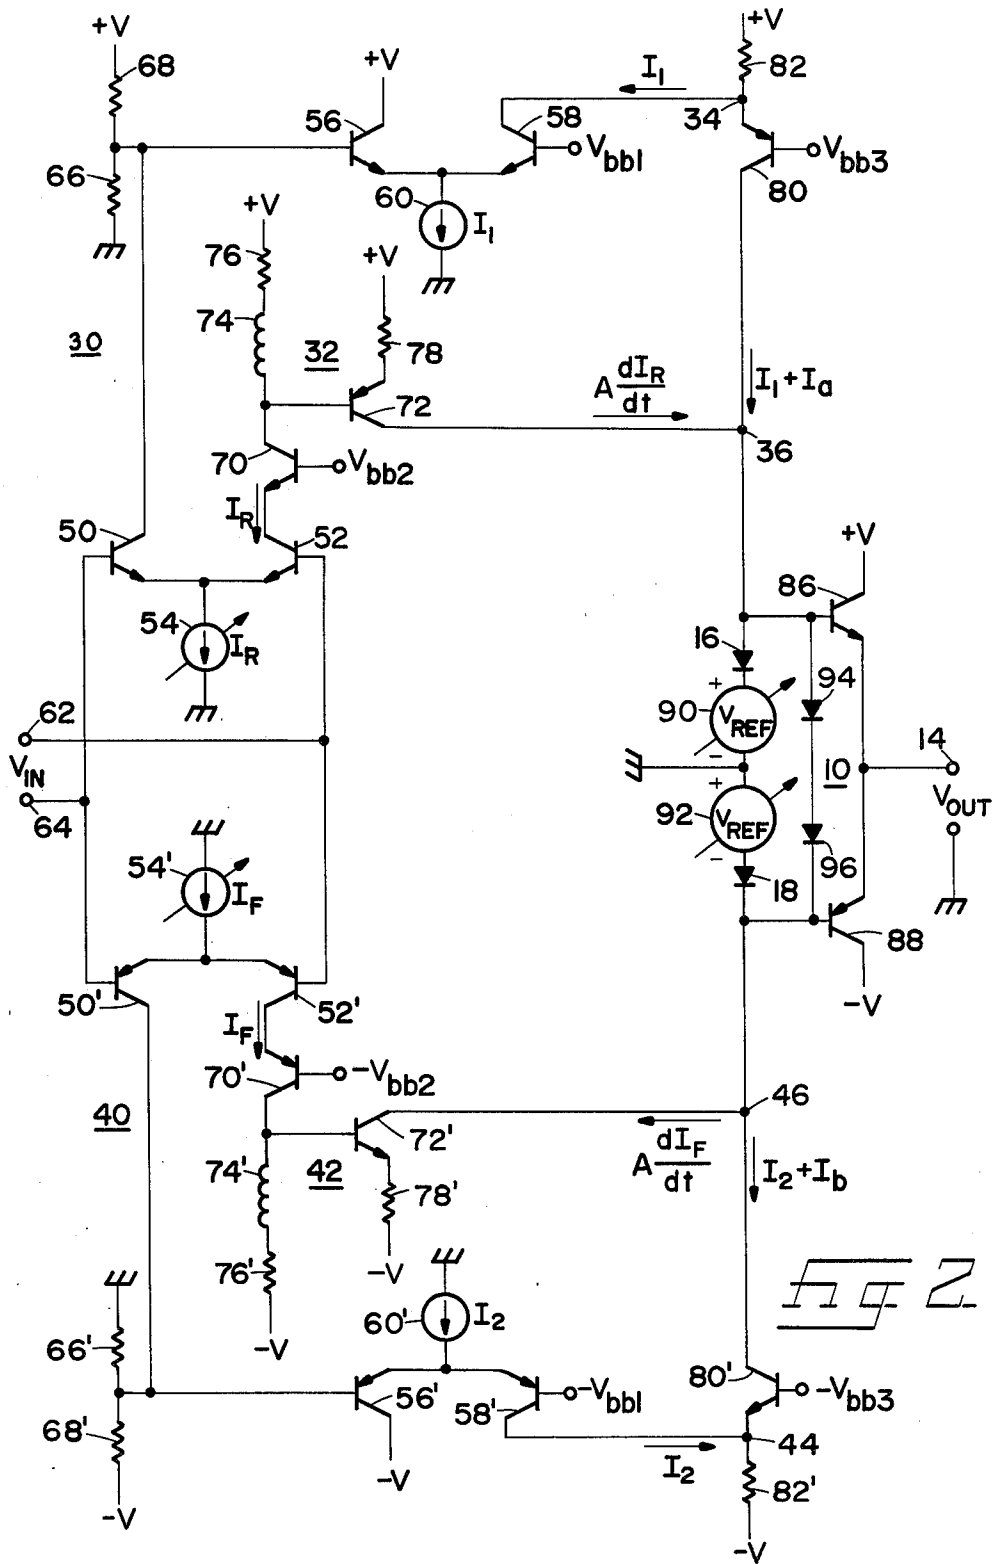 +V
68
+V
+V
82
I₁
56
58
34
66
Vbb1
Vbb3
60
80
+V
I₁
76
+V
74
30
32
78
A dIR/dt
I₁+Ia
72
36
70
Vbb2
IR
50
52
+V
86
54
IR
16
94
+
90
VREF
62
−
14
VIN
+
10
64
92
VREF
VOUT
54'
−
96
IF
18
88
50'
52'
−V
IF
70'
−Vbb2
46
40
72'
A dIF/dt
I₂+Ib
74'
42
78'
76'
−V
Fig 2
60'
I₂
66'
−V
80'
56'
58'
−Vbb1
−Vbb3
68'
44
I₂
82'
−V
−V
−V